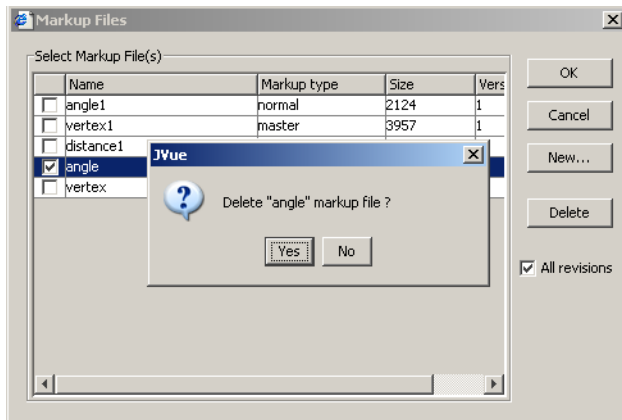 Markup Files
Select Markup File(s)
Name Markup type Size Vers
angle1 normal 2124 1
vertex1 master 3957 1
distance1
angle
vertex
JVue
Delete "angle" markup file ?
Yes No
OK
Cancel
New...
Delete
All revisions